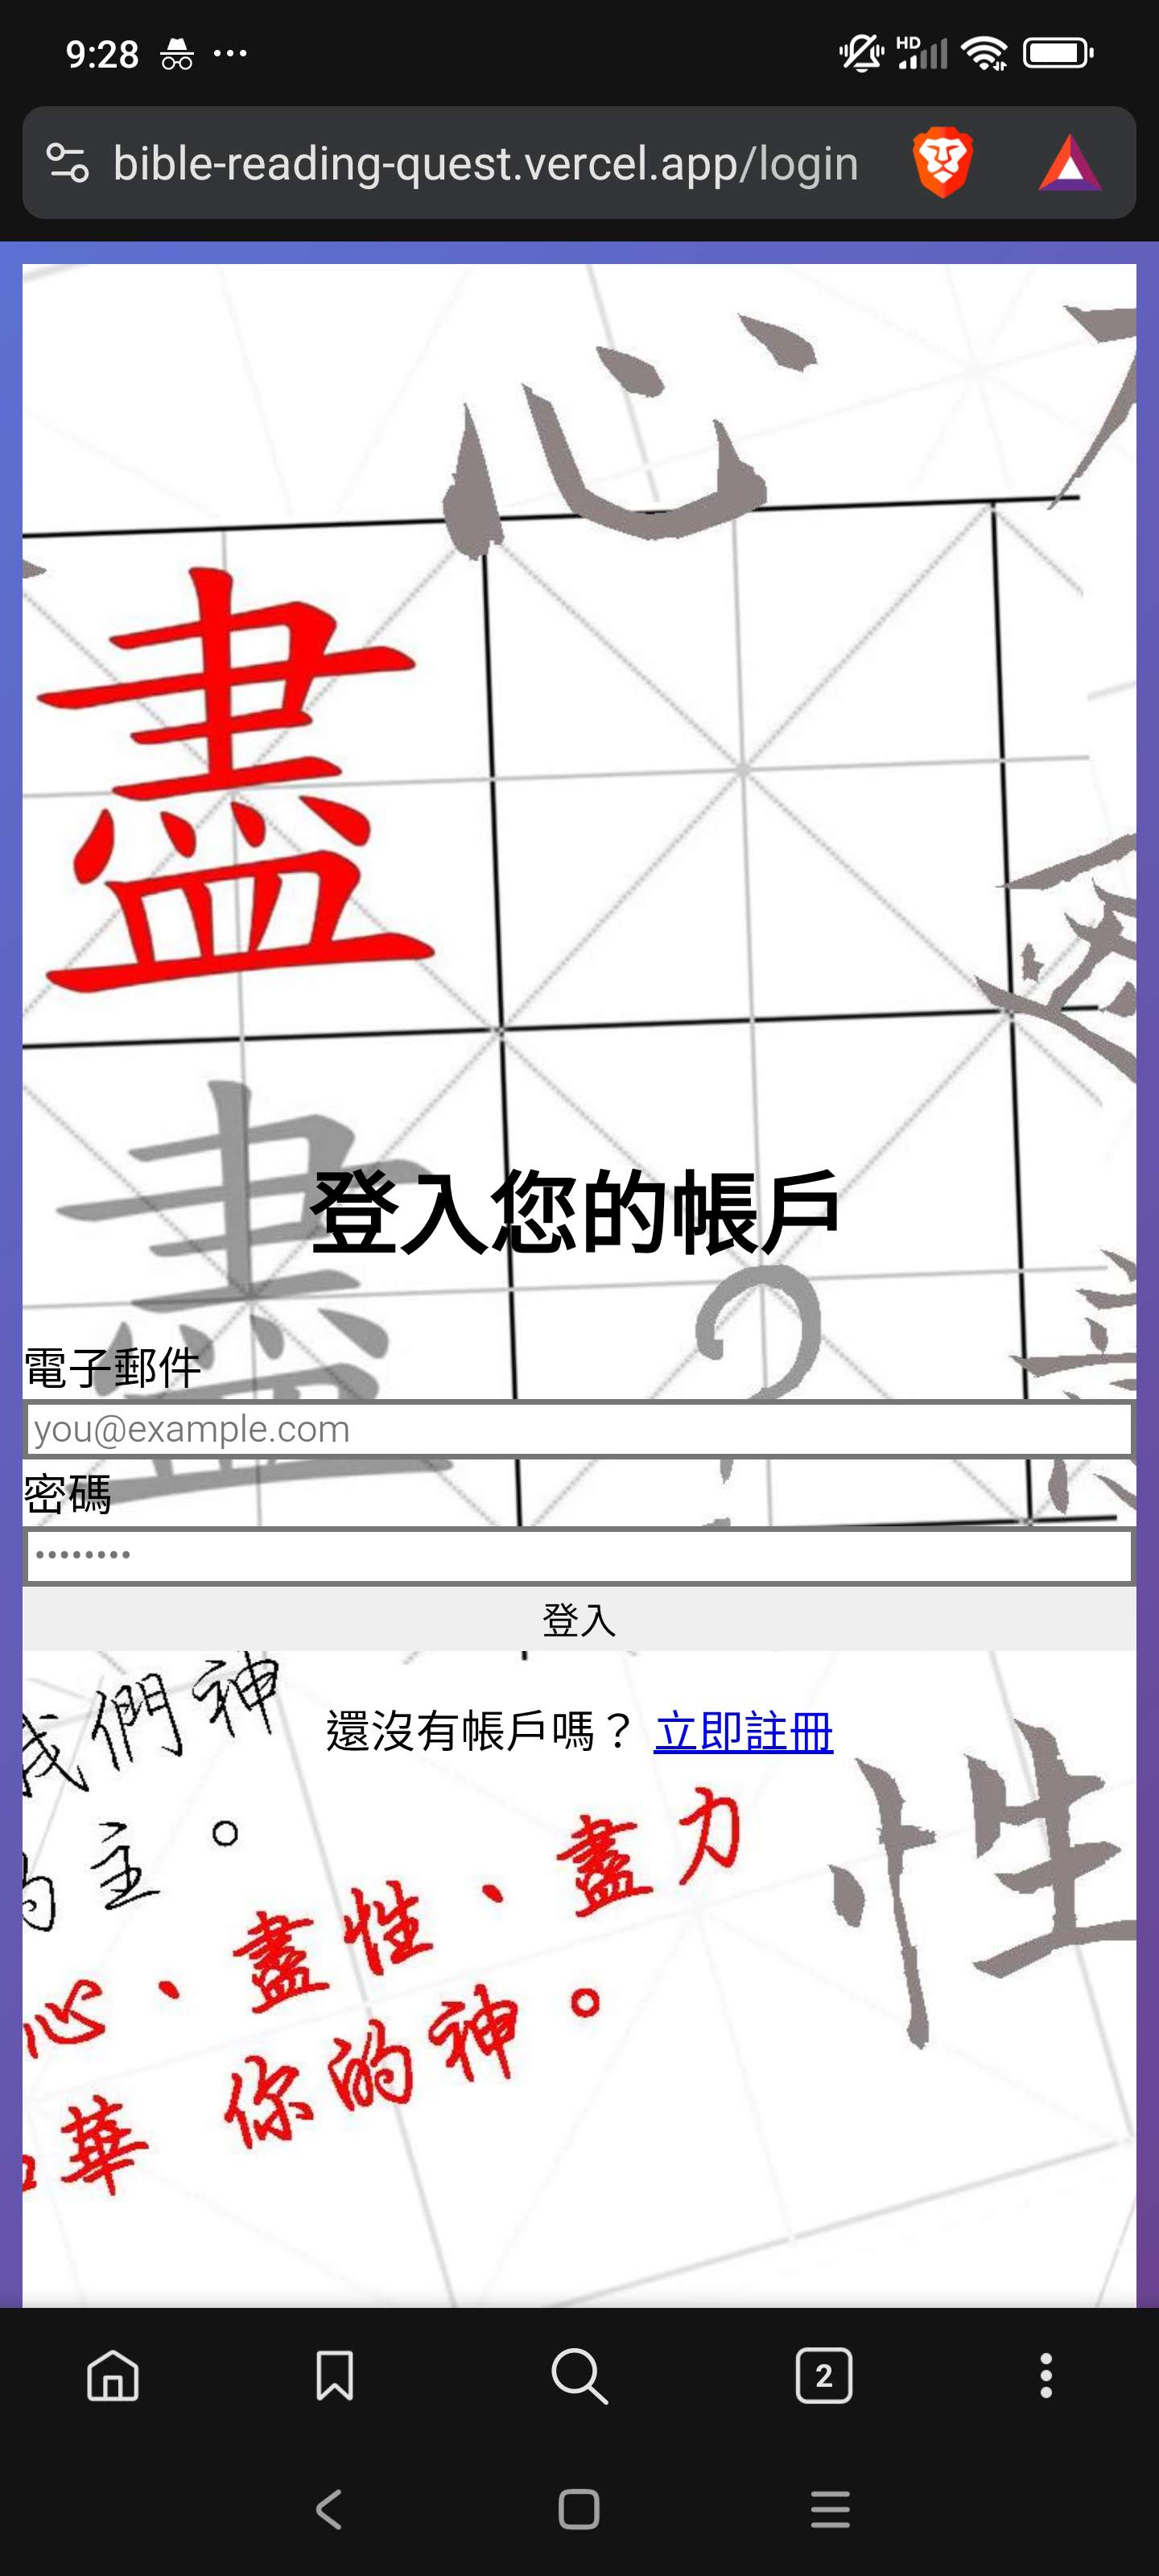 9:28
HD
bible-reading-quest.vercel.app/login
心
盡
盡
登入您的帳戶
?
電子郵件
you@example.com
密碼
登入
我們神
主。
還沒有帳戶嗎？ 立即註冊
性
心、盡性、盡力
華 你的神。
2